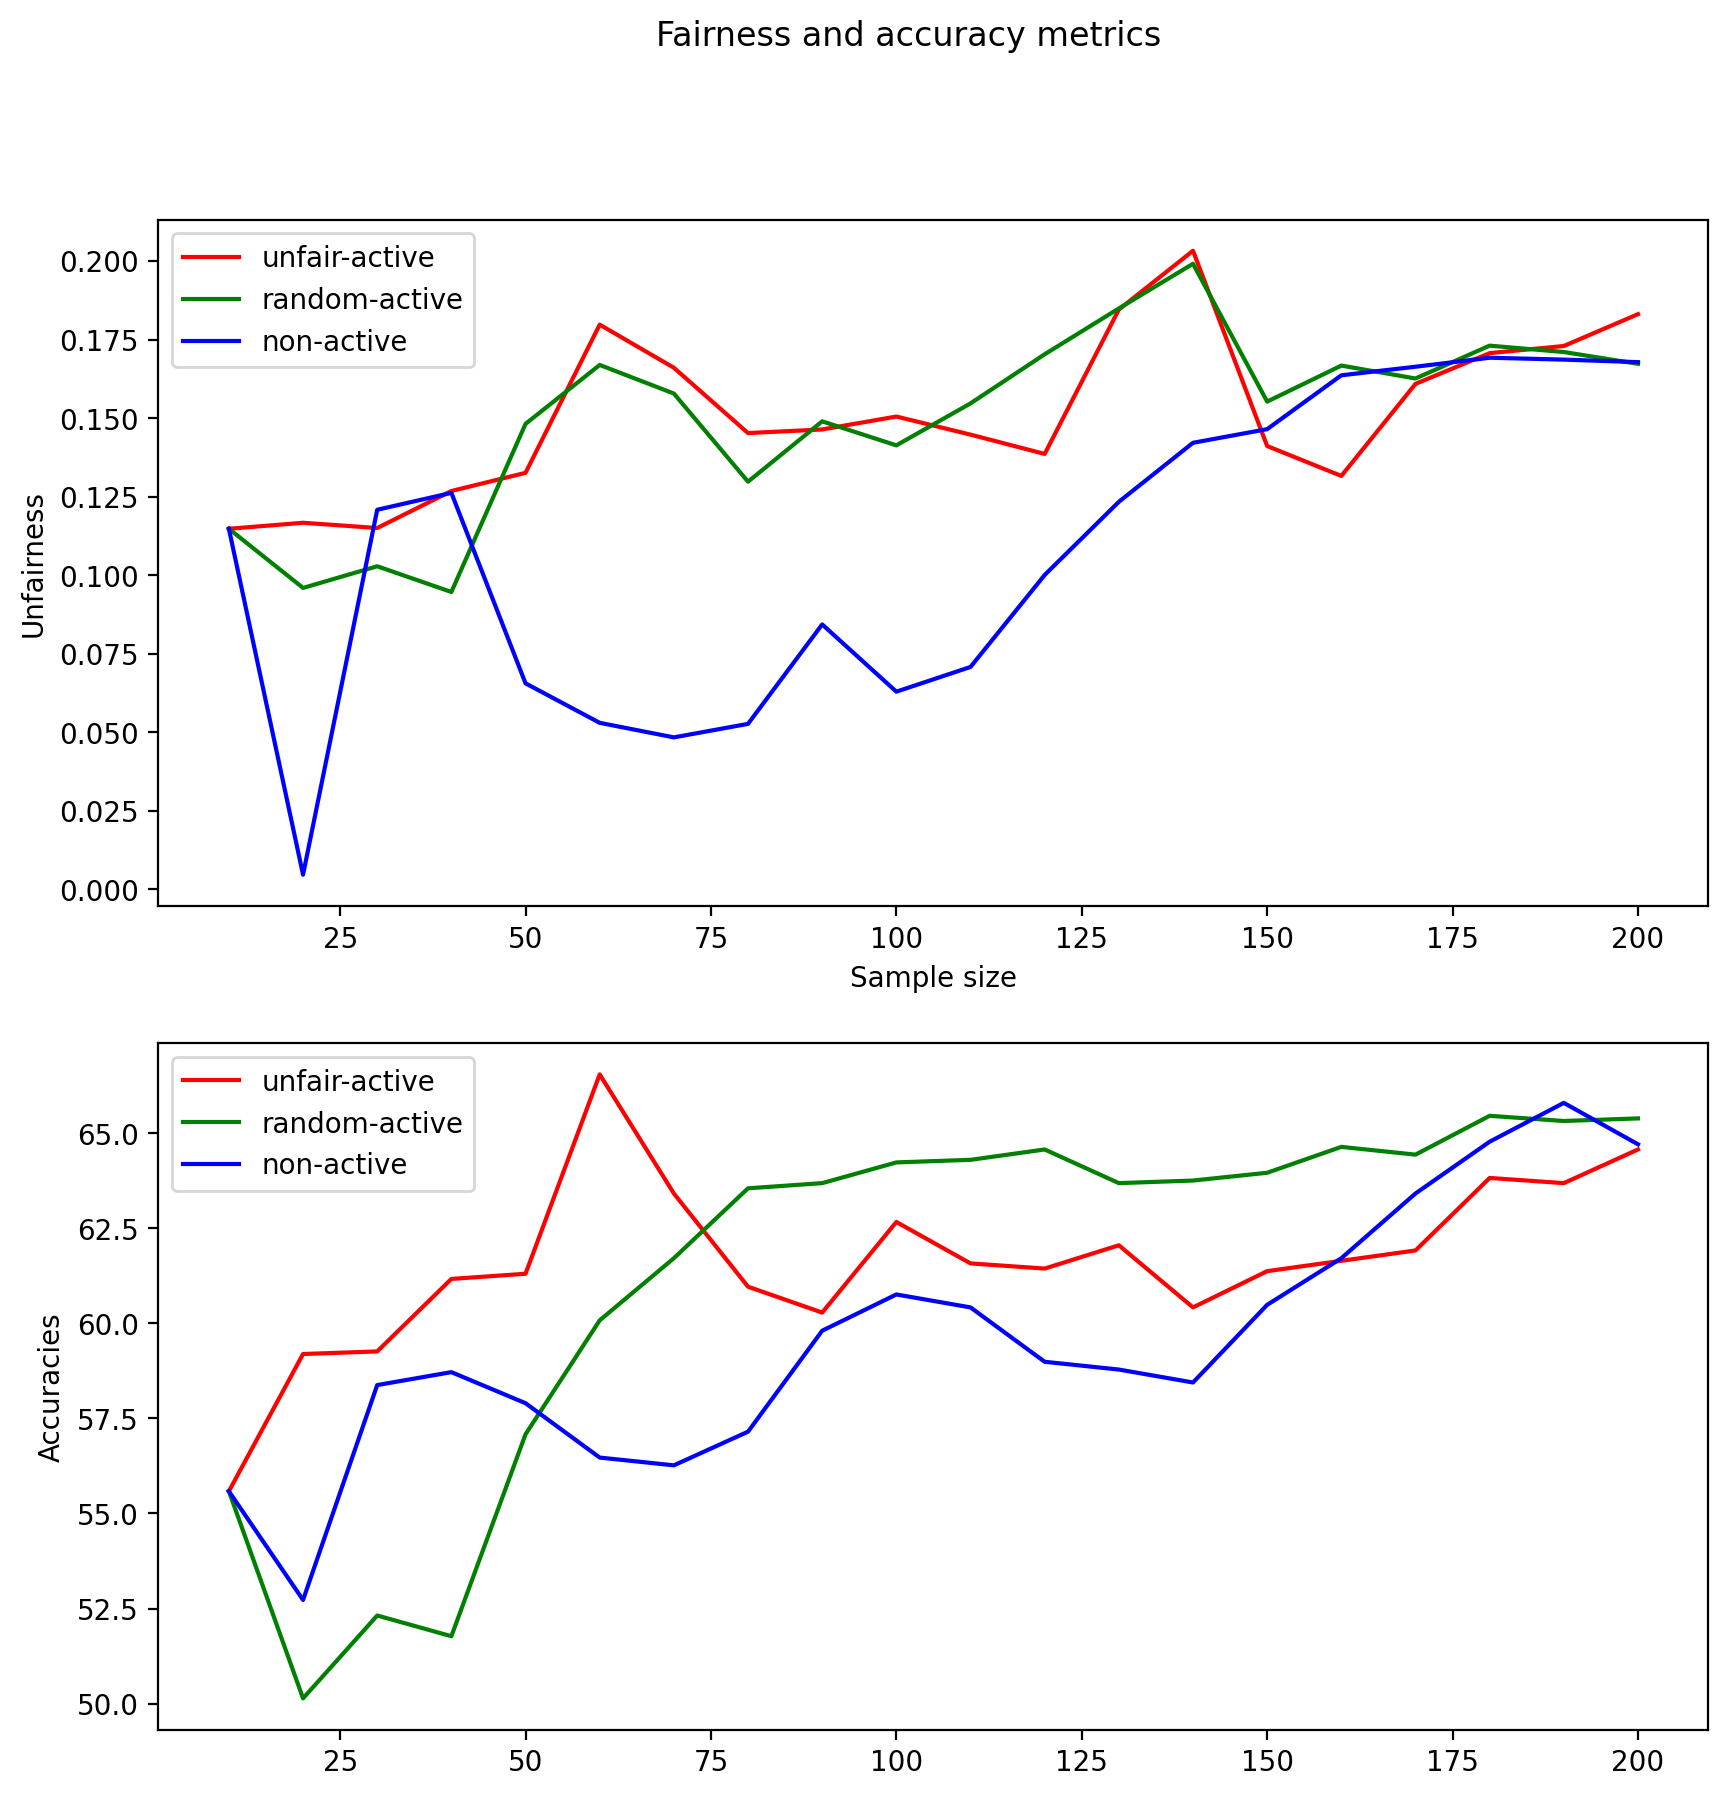 Fairness and accuracy metrics
unfair-active
random-active
non-active
0.200
0.175
0.150
0.125
0.100
0.075
0.050
0.025
0.000
Unfairness
25 50 75 100 125 150 175 200
Sample size
unfair-active
random-active
non-active
65.0
62.5
60.0
57.5
55.0
52.5
50.0
Accuracies
25 50 75 100 125 150 175 200